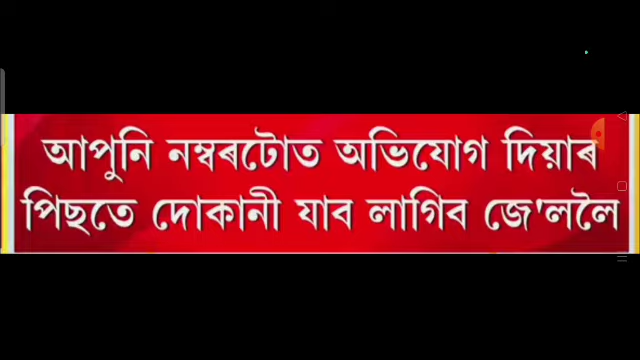 আপুনি নম্বৰটোত অভিযোগ দিয়াৰ
পিছতে দোকানী যাব লাগিব জে'ললৈ